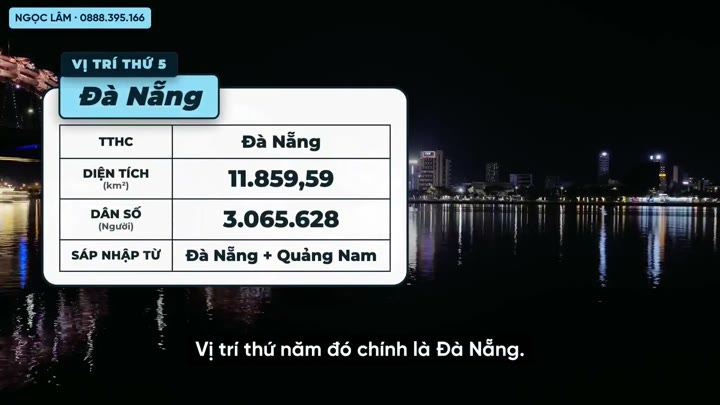 NGỌC LÂM · 0888.395.166
VỊ TRÍ THỨ 5
Đà Nẵng
TTHC Đà Nẵng
DIỆN TÍCH (km²) 11.859,59
DÂN SỐ (Người) 3.065.628
SÁP NHẬP TỪ Đà Nẵng + Quảng Nam
Vị trí thứ năm đó chính là Đà Nẵng.